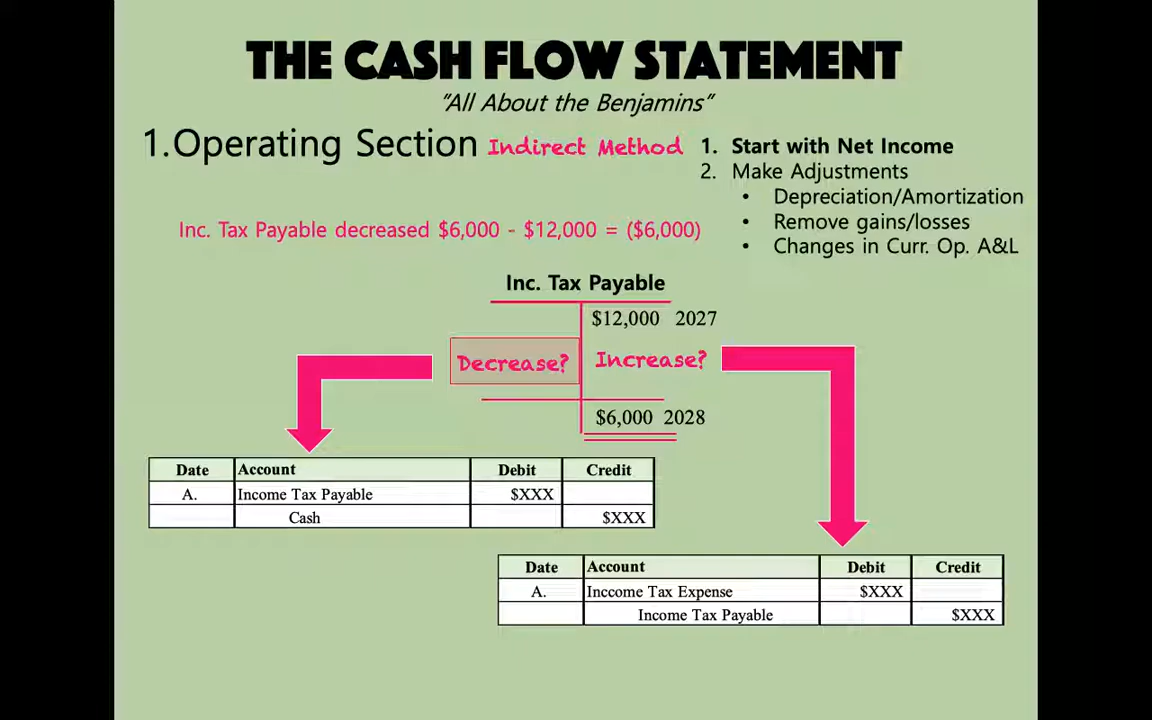 THE CASH FLOW STATEMENT
"All About the Benjamins"
1.Operating Section Indirect Method
1. Start with Net Income
2. Make Adjustments
• Depreciation/Amortization
• Remove gains/losses
• Changes in Curr. Op. A&L
Inc. Tax Payable decreased $6,000 - $12,000 = ($6,000)
Inc. Tax Payable
$12,000 2027
Decrease? Increase?
$6,000 2028
Date Account Debit Credit
A. Income Tax Payable $XXX
Cash $XXX
Date Account Debit Credit
A. Inccome Tax Expense $XXX
Income Tax Payable $XXX